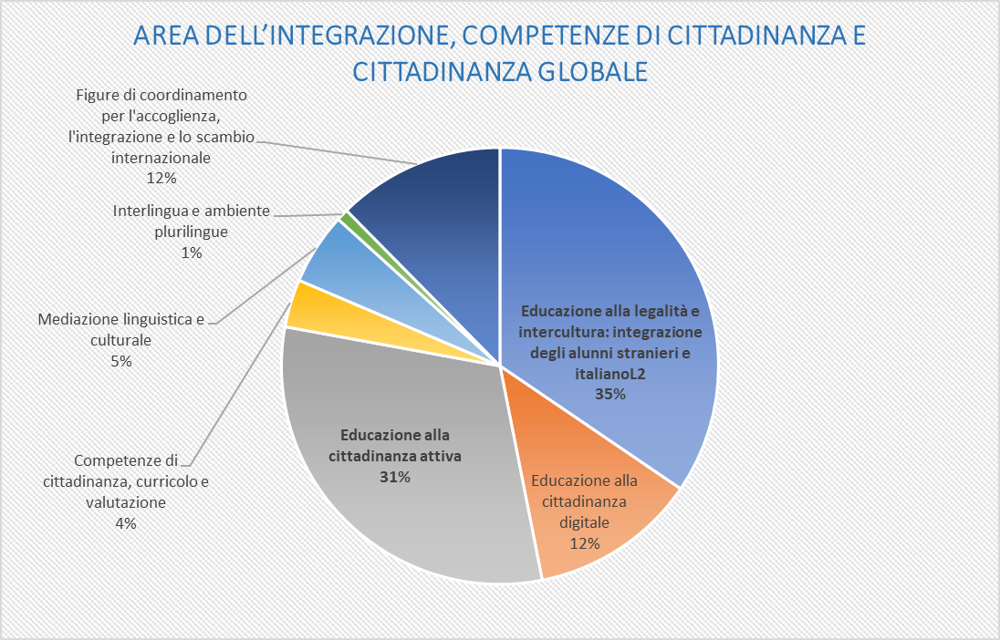 AREA DELL’INTEGRAZIONE, COMPETENZE DI CITTADINANZA E
CITTADINANZA GLOBALE
Figure di coordinamento
per l'accoglienza,
l'integrazione e lo scambio
internazionale
12%
Interlingua e ambiente
plurilingue
1%
Mediazione linguistica e
culturale
5%
Competenze di
cittadinanza, curricolo e
valutazione
4%
Educazione alla
cittadinanza attiva
31%
Educazione alla legalità e
intercultura: integrazione
degli alunni stranieri e
italianoL2
35%
Educazione alla
cittadinanza
digitale
12%